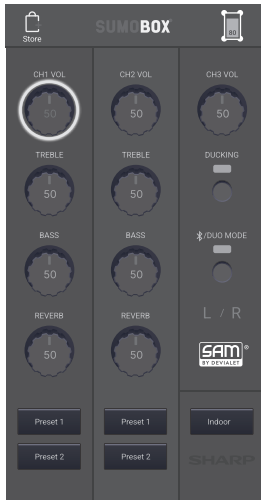 Store
SUMOBOX
80
CH1 VOL CH2 VOL CH3 VOL
50 50 50
TREBLE TREBLE DUCKING
50 50
BASS BASS /DUO MODE
50 50
REVERB REVERB L / R
50 50
SAM®
BY DEVIALET
Preset 1 Preset 1 Indoor
Preset 2 Preset 2
SHARP